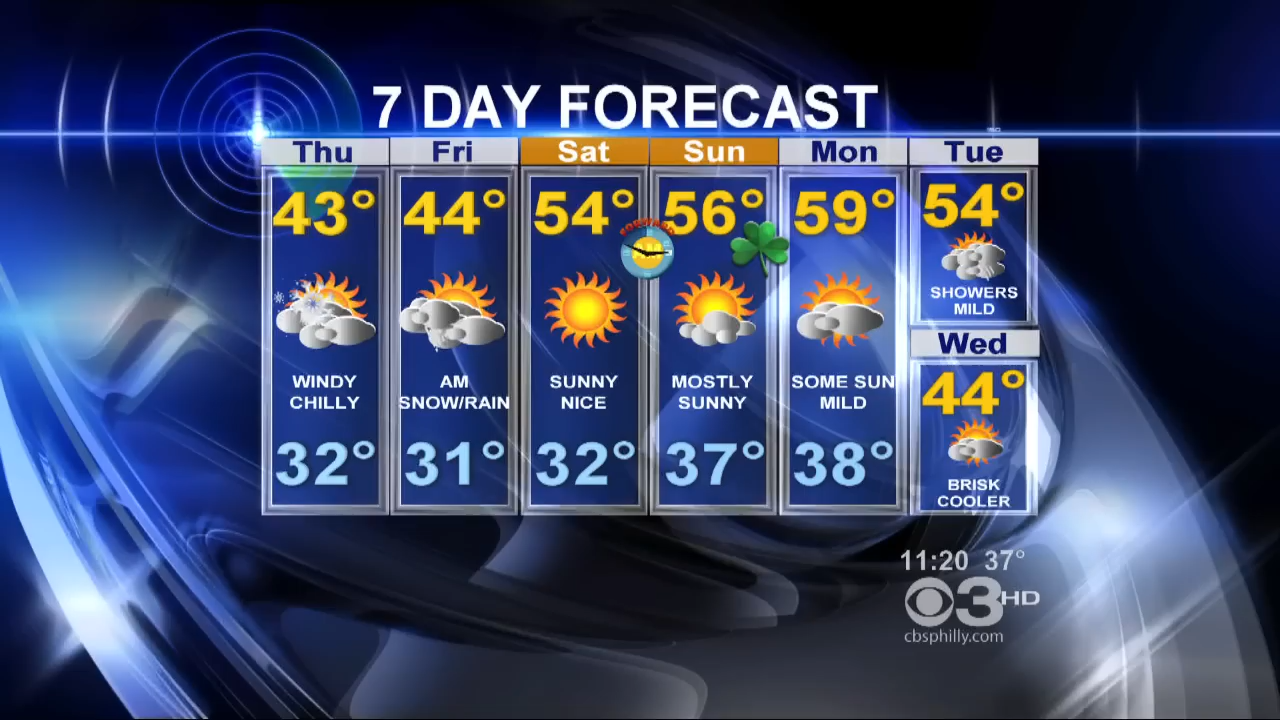 7 DAY FORECAST
Thu
43°
WINDY
CHILLY
32°
Fri
44°
AM
SNOW/RAIN
31°
Sat
54°
SUNNY
NICE
32°
FORWARD
Sun
56°
MOSTLY
SUNNY
37°
Mon
59°
SOME SUN
MILD
38°
Tue
54°
SHOWERS
MILD
Wed
44°
BRISK
COOLER
11:20 37°
3 HD
cbsphilly.com